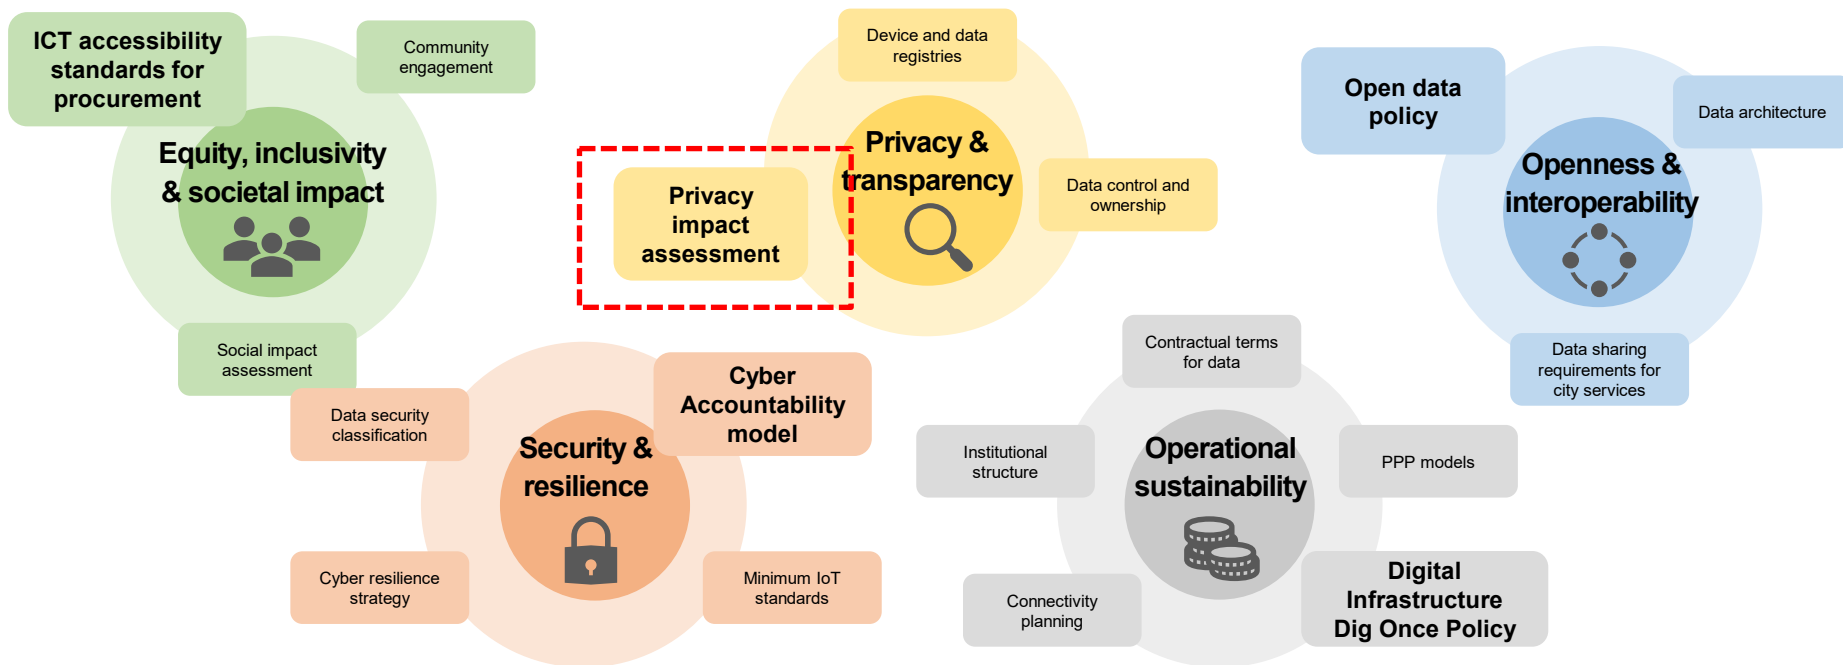 ICT accessibility
standards for
procurement
Community
engagement
Equity, inclusivity
& societal impact
Social impact
assessment
Device and data
registries
Privacy &
transparency
Privacy
impact
assessment
Data control and
ownership
Open data
policy
Data architecture
Openness &
interoperability
Data sharing
requirements for
city services
Data security
classification
Cyber
Accountability
model
Security &
resilience
Cyber resilience
strategy
Minimum IoT
standards
Contractual terms
for data
Institutional
structure
Operational
sustainability
PPP models
Connectivity
planning
Digital
Infrastructure
Dig Once Policy